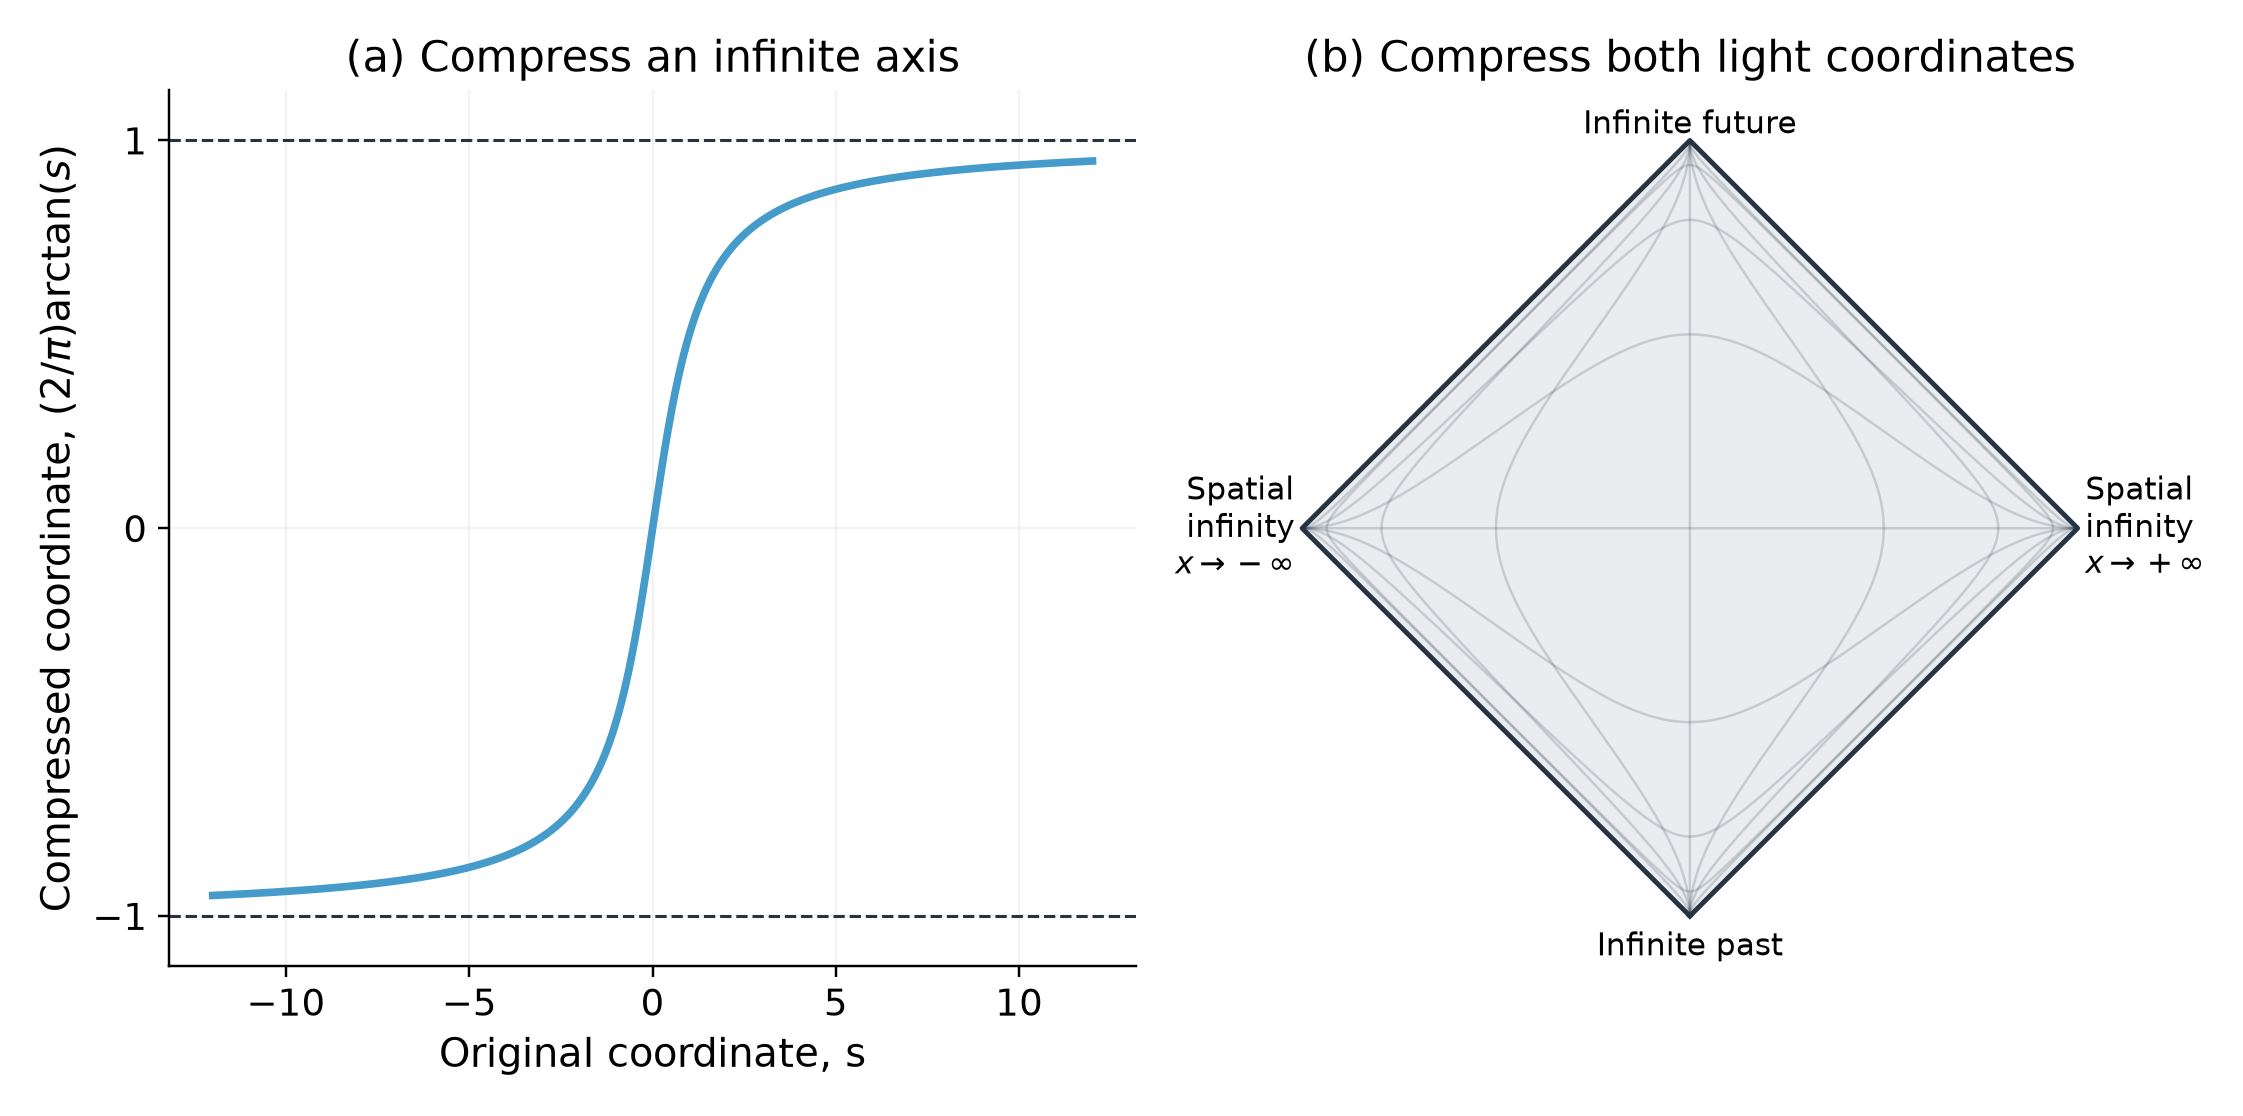 (a) Compress an infinite axis
Compressed coordinate, (2/π)arctan(s)
1
0
−1
−10
−5
0
5
10
Original coordinate, s
(b) Compress both light coordinates
Infinite future
Spatial
infinity
x → − ∞
Spatial
infinity
x → + ∞
Infinite past